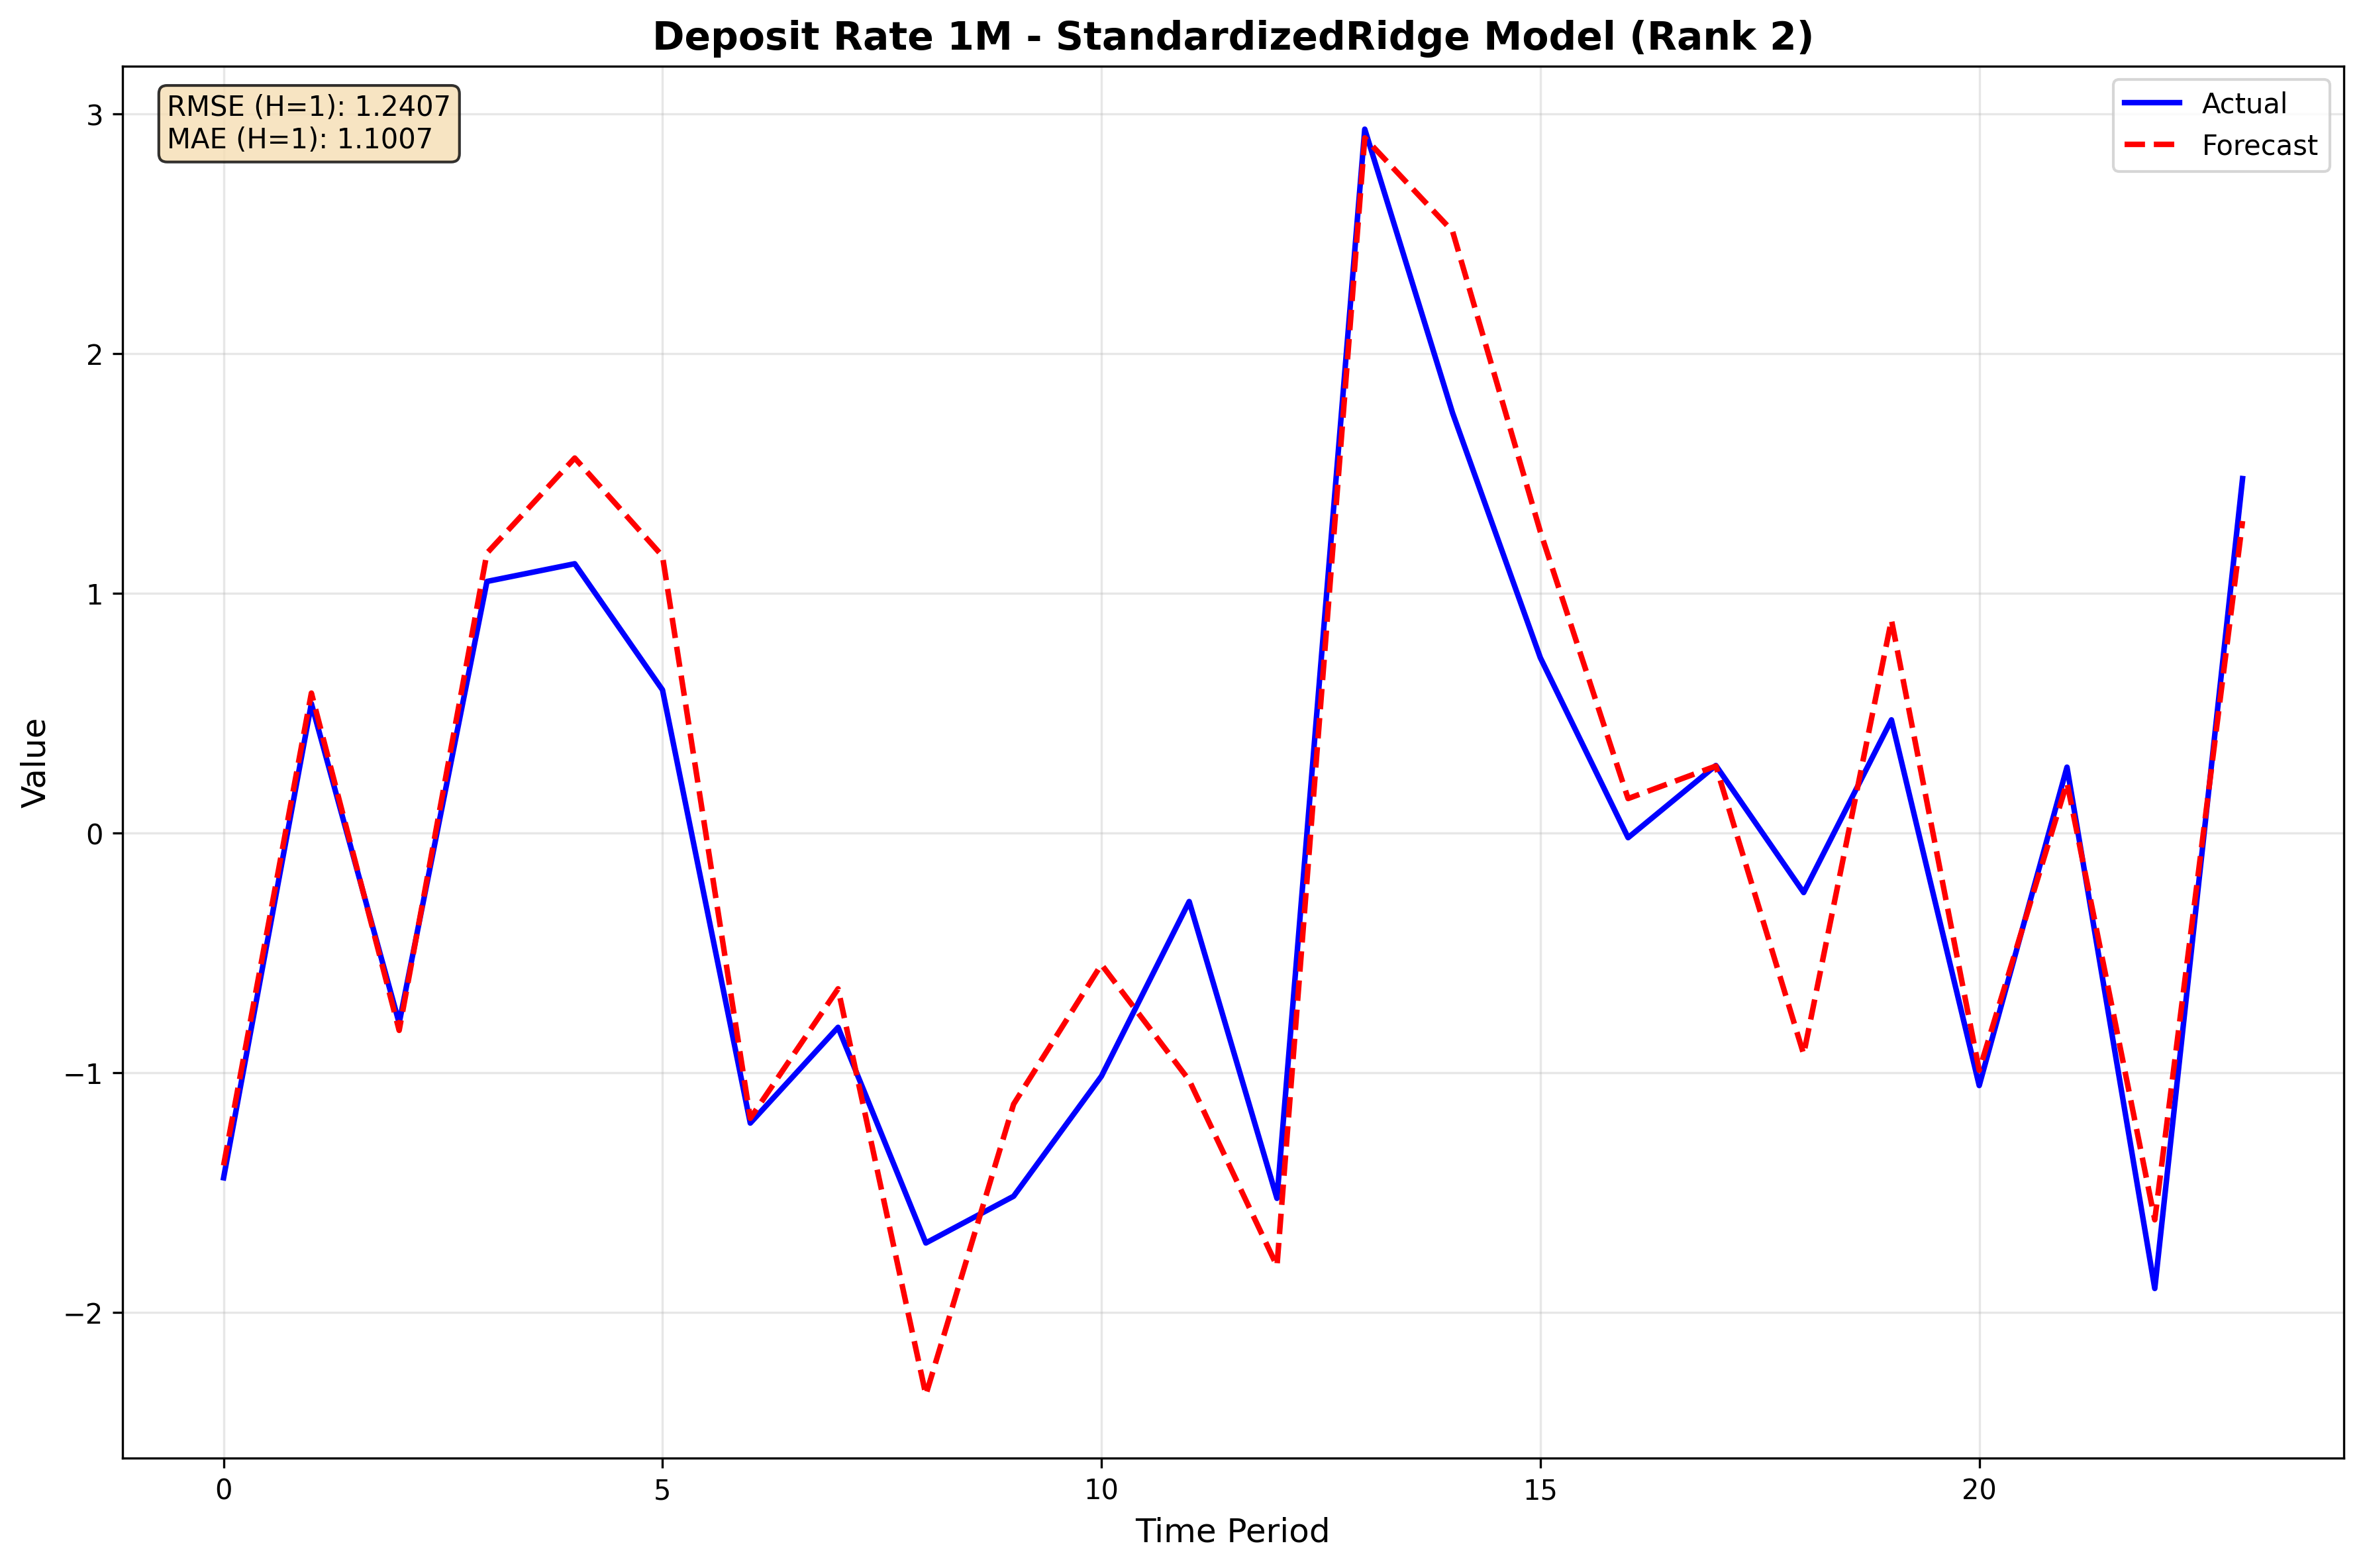 Deposit Rate 1M - StandardizedRidge Model (Rank 2)
RMSE (H=1): 1.2407
MAE (H=1): 1.1007
Actual
Forecast
3
2
1
0
−1
−2
Value
0
5
10
15
20
Time Period